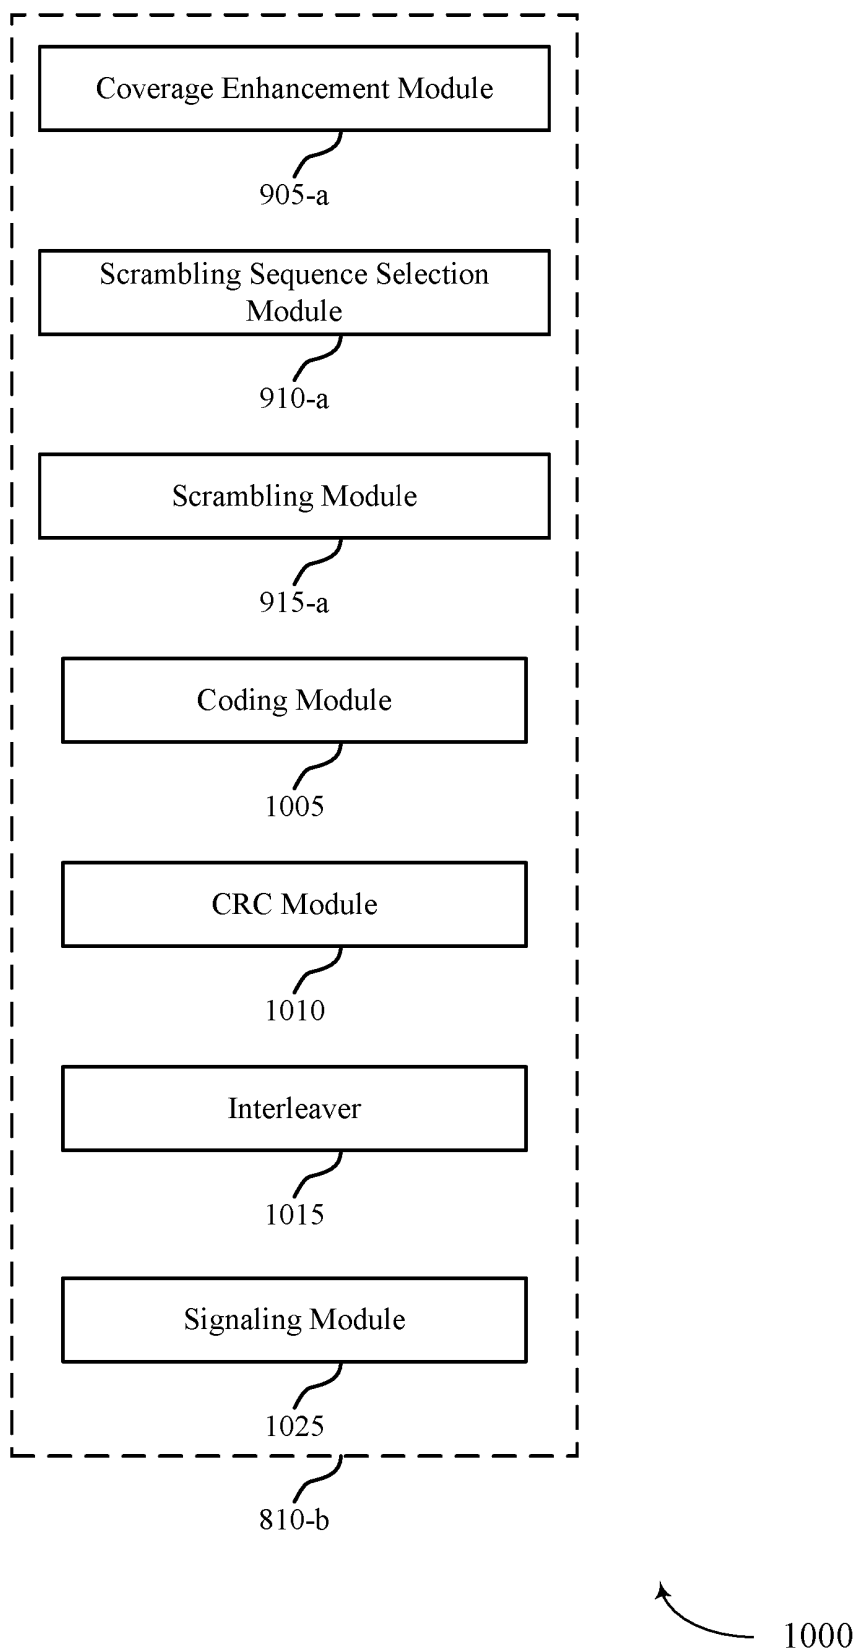 Coverage Enhancement Module
905-a
Scrambling Sequence Selection
Module
910-a
Scrambling Module
915-a
Coding Module
1005
CRC Module
1010
Interleaver
1015
Signaling Module
1025
810-b
1000